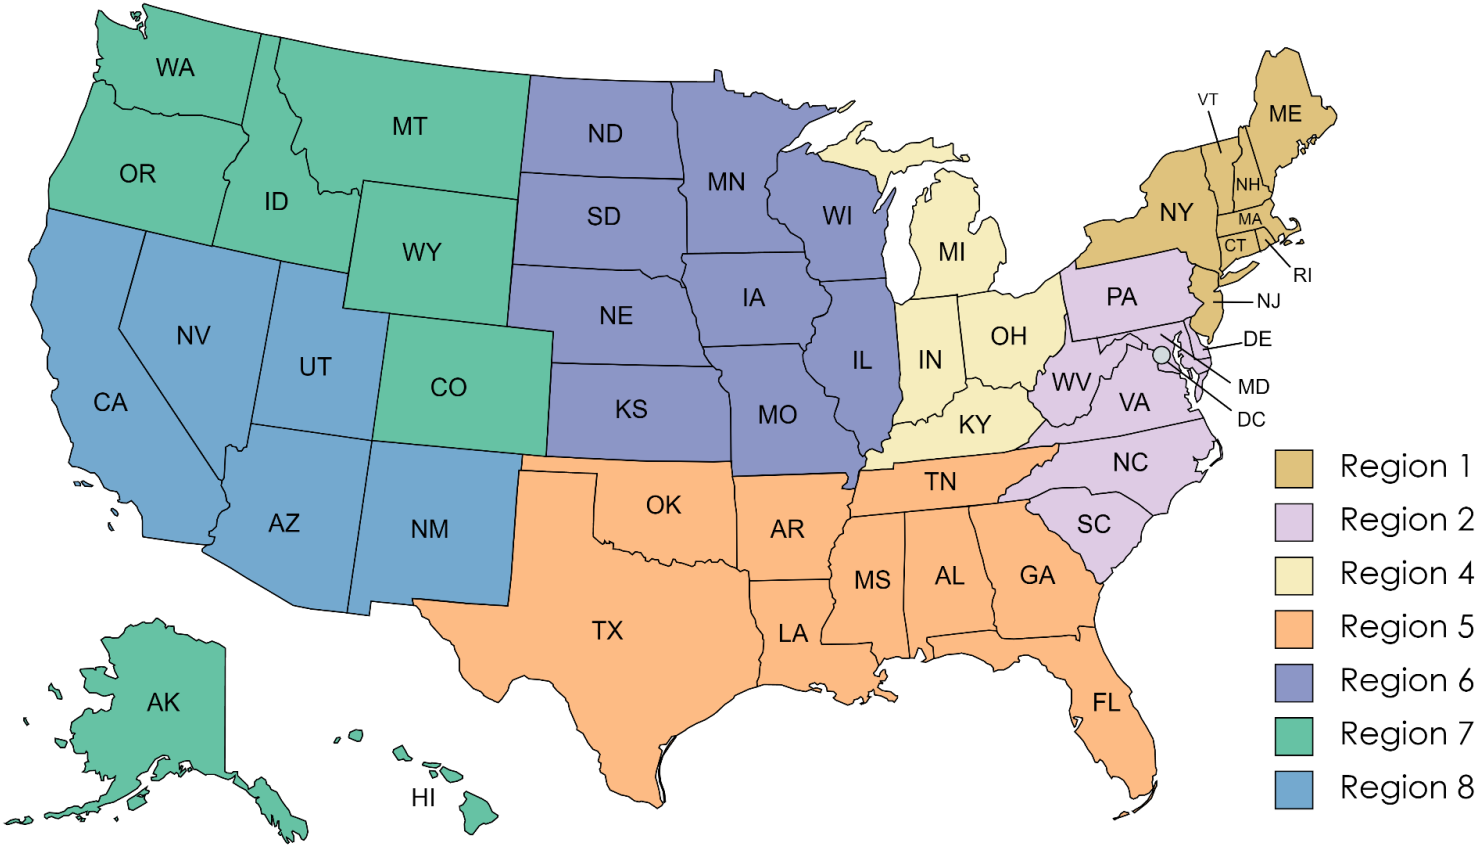 WA
OR
ID
MT
WY
ND
SD
NE
KS
MN
IA
MO
WI
IL
MI
IN
OH
KY
VT
ME
NH
NY
MA
CT
RI
NJ
PA
DE
MD
DC
WV
VA
NC
SC
CA
NV
UT
CO
AZ
NM
OK
TX
AR
LA
TN
MS
AL
GA
FL
AK
HI
Region 1
Region 2
Region 4
Region 5
Region 6
Region 7
Region 8